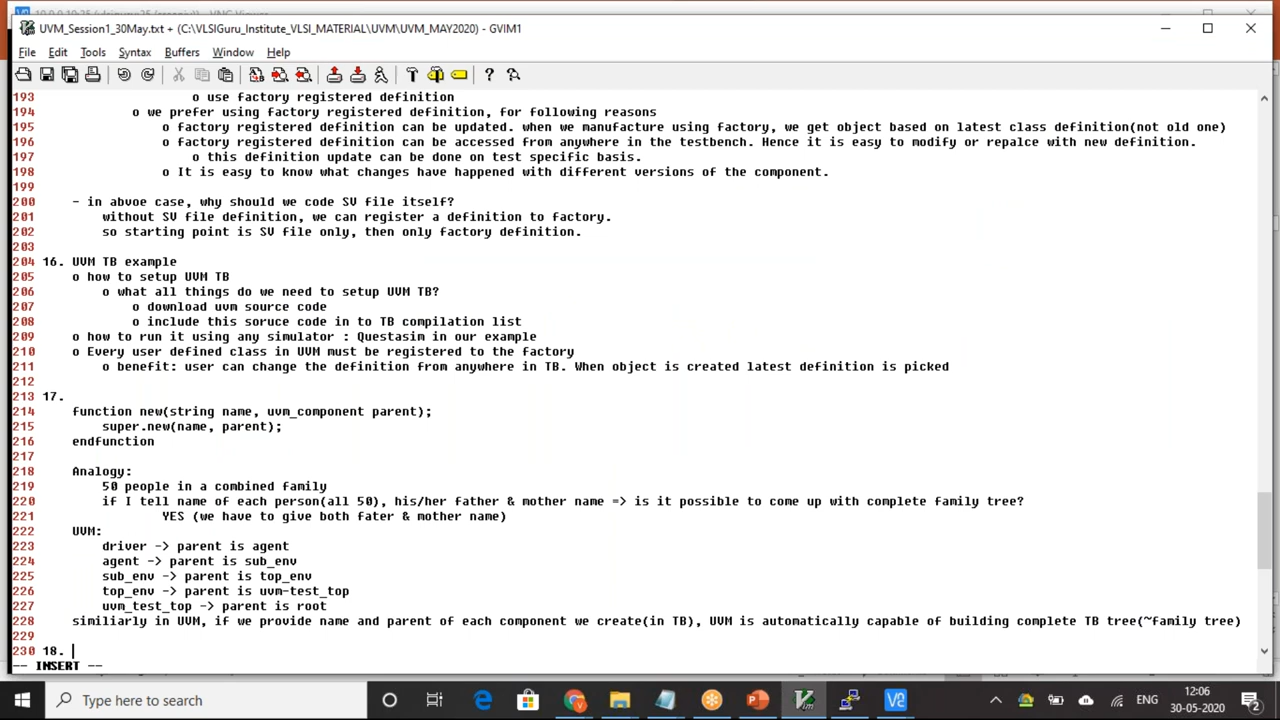 UVM_Session1_30May.txt + (C:\VLSIGuru_Institute_VLSI_MATERIAL\UVM\UVM_MAY2020) - GVIM1
File Edit Tools Syntax Buffers Window Help
193 o use factory registered definition
194 o we prefer using factory registered definition, for following reasons
195 o factory registered definition can be updated. when we manufacture using factory, we get object based on latest class definition(not old one)
196 o factory registered definition can be accessed from anywhere in the testbench. Hence it is easy to modify or repalce with new definition.
197 o this definition update can be done on test specific basis.
198 o It is easy to know what changes have happened with different versions of the component.
199
200 - in abvoe case, why should we code SV file itself?
201 without SV file definition, we can register a definition to factory.
202 so starting point is SV file only, then only factory definition.
203
204 16. UVM TB example
205 o how to setup UVM TB
206 o what all things do we need to setup UVM TB?
207 o download uvm source code
208 o include this soruce code in to TB compilation list
209 o how to run it using any simulator : Questasim in our example
210 o Every user defined class in UVM must be registered to the factory
211 o benefit: user can change the definition from anywhere in TB. When object is created latest definition is picked
212
213 17.
214 function new(string name, uvm_component parent);
215 super.new(name, parent);
216 endfunction
217
218 Analogy:
219 50 people in a combined family
220 if I tell name of each person(all 50), his/her father & mother name => is it possible to come up with complete family tree?
221 YES (we have to give both fater & mother name)
222 UVM:
223 driver -> parent is agent
224 agent -> parent is sub_env
225 sub_env -> parent is top_env
226 top_env -> parent is uvm-test_top
227 uvm_test_top -> parent is root
228 similiarly in UVM, if we provide name and parent of each component we create(in TB), UVM is automatically capable of building complete TB tree(~family tree)
229
230 18.
-- INSERT --
Type here to search
ENG
12:06
30-05-2020
2